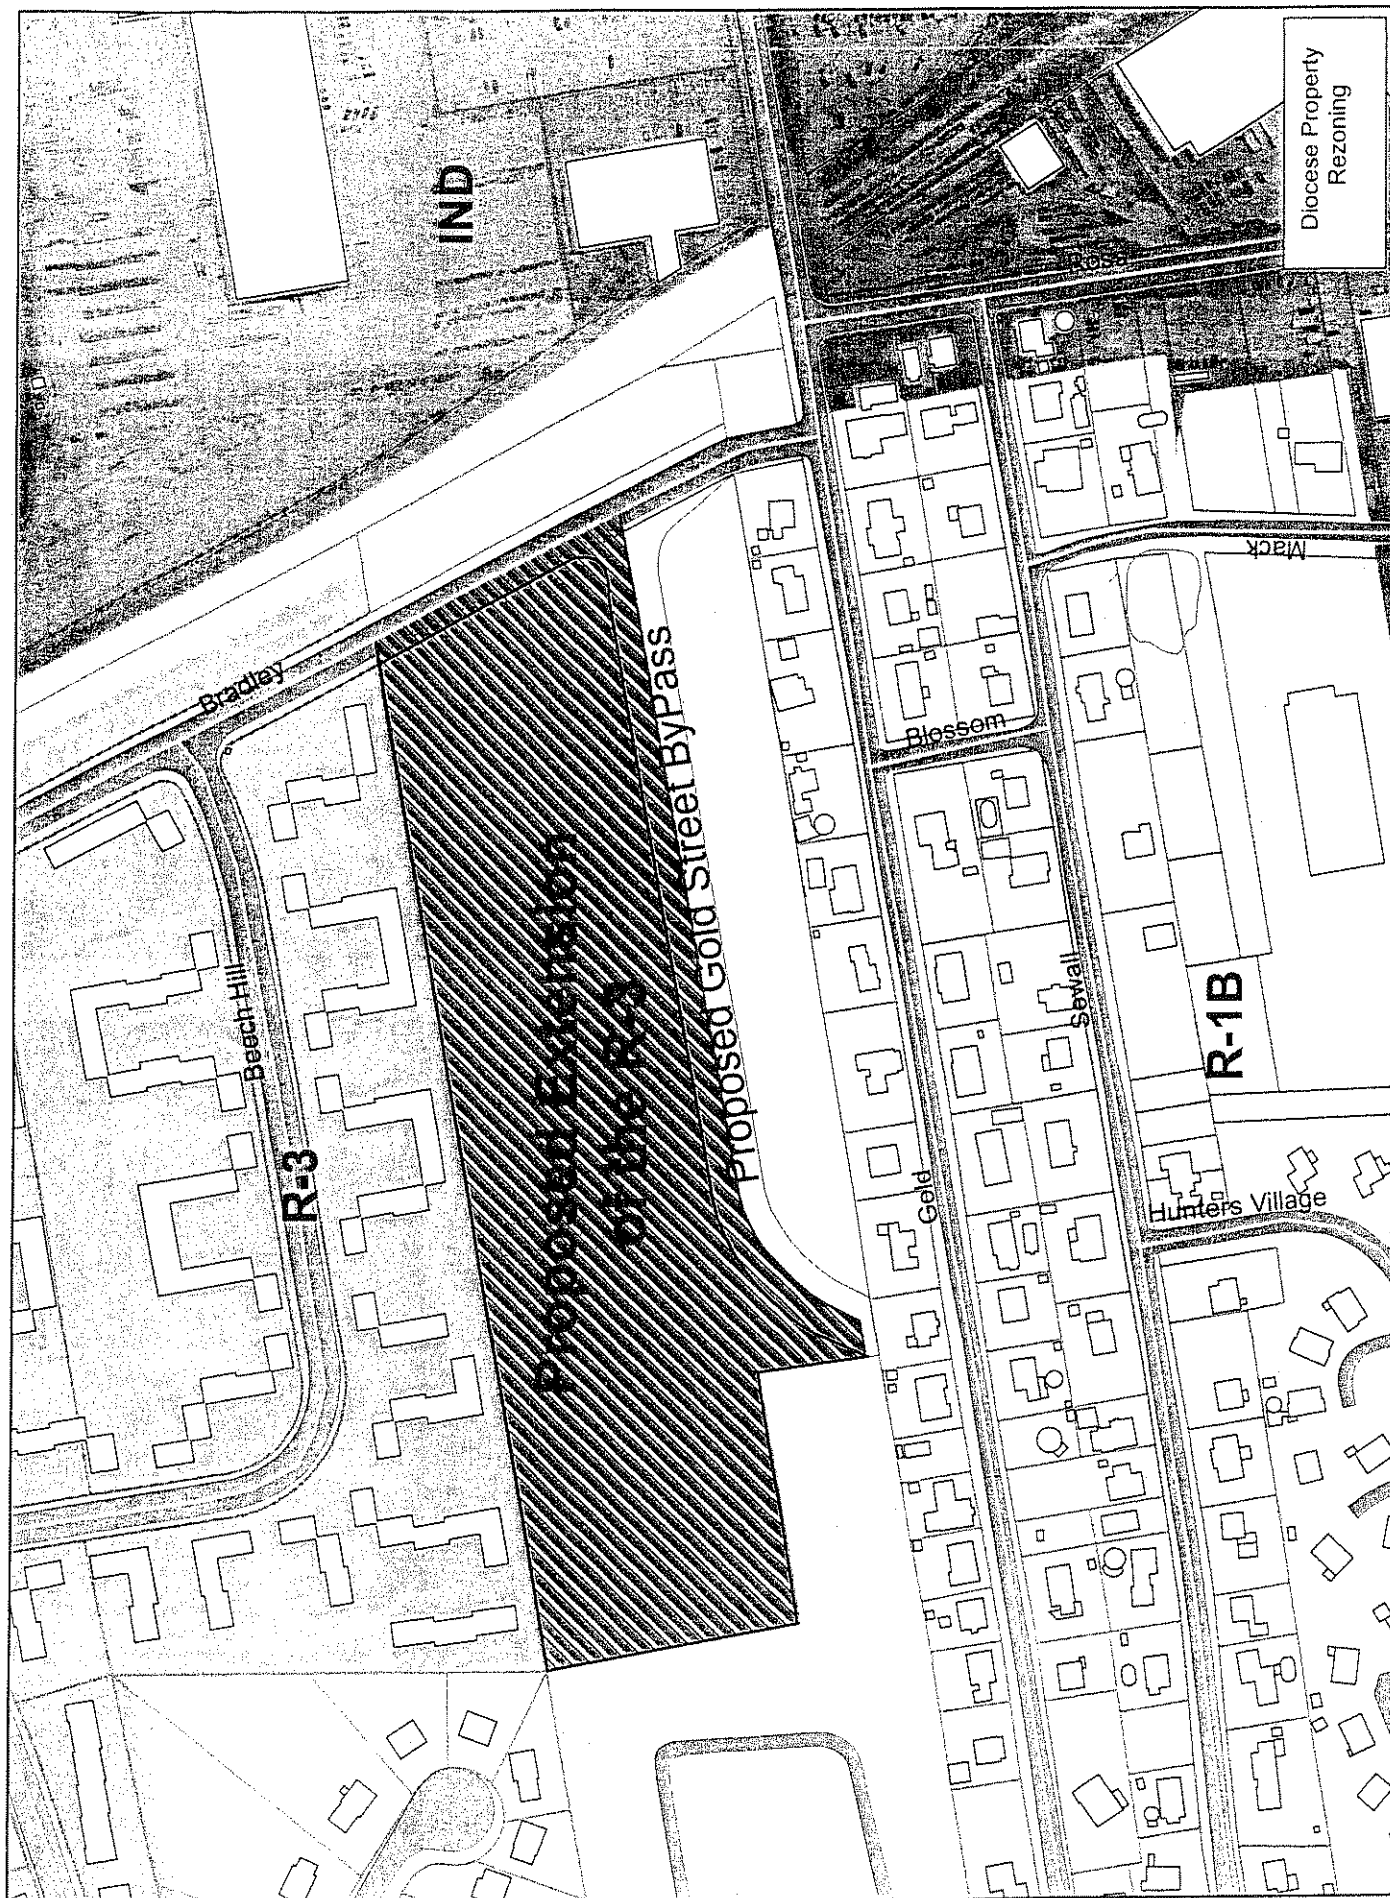 Diocese Property
Rezoning
IND
Rose
Bradley
Mack
Proposed Gold Street ByPass
Blossom
Proposed Extension
of the R-3
Beech Hill
R-3
Sewall
R-1B
Gold
Hunters Village